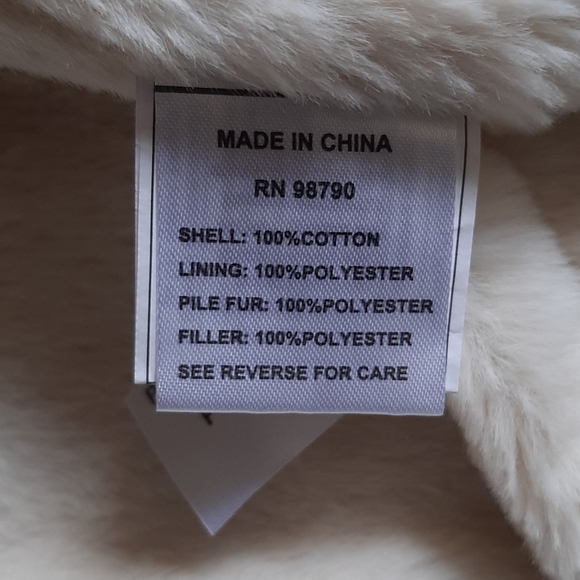 MADE IN CHINA
RN 98790
SHELL: 100%COTTON
LINING: 100%POLYESTER
PILE FUR: 100%POLYESTER
FILLER: 100%POLYESTER
SEE REVERSE FOR CARE